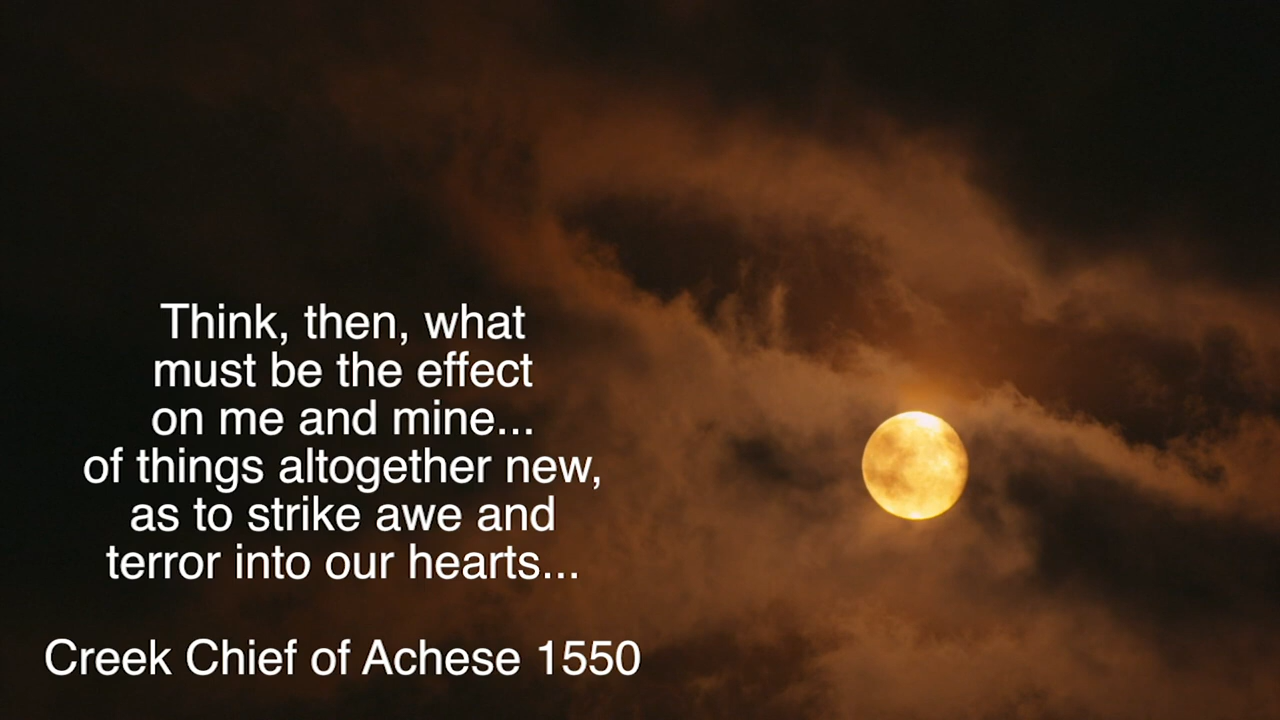 Think, then, what
must be the effect
on me and mine...
of things altogether new,
as to strike awe and
terror into our hearts...
Creek Chief of Achese 1550